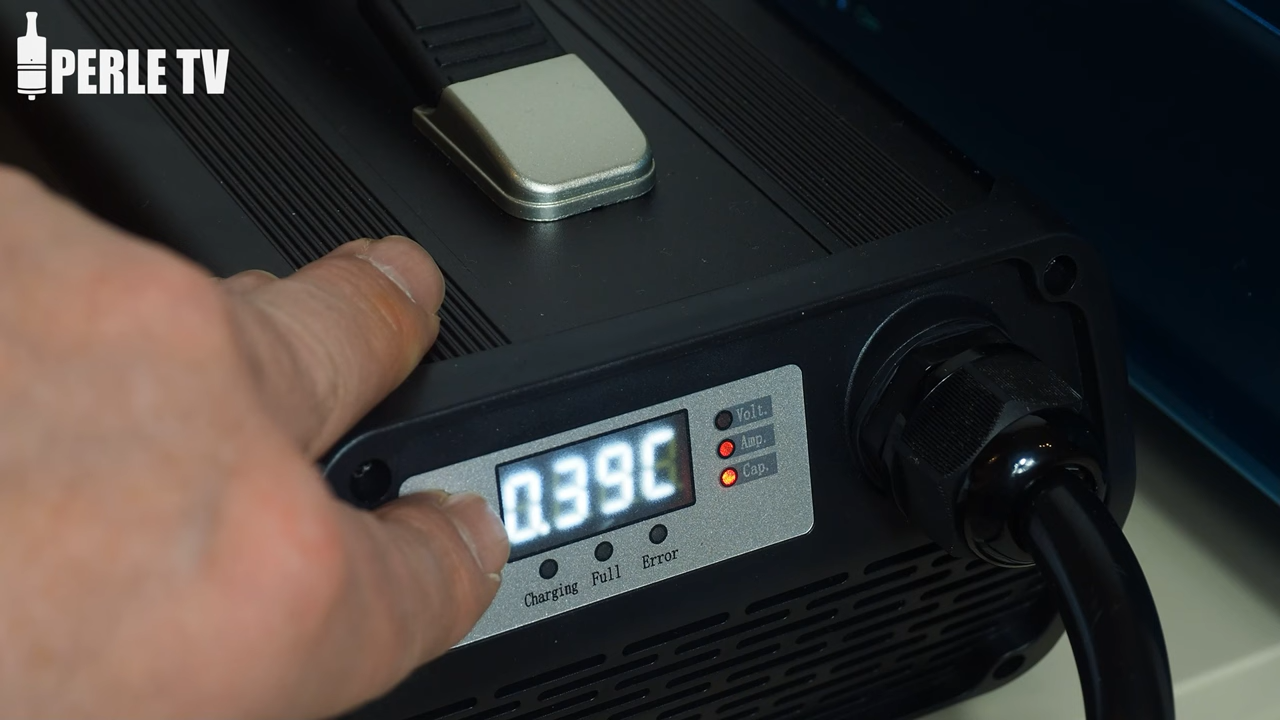 PERLE TV
0.39C
Volt.
Amp.
Cap.
Charging
Full
Error